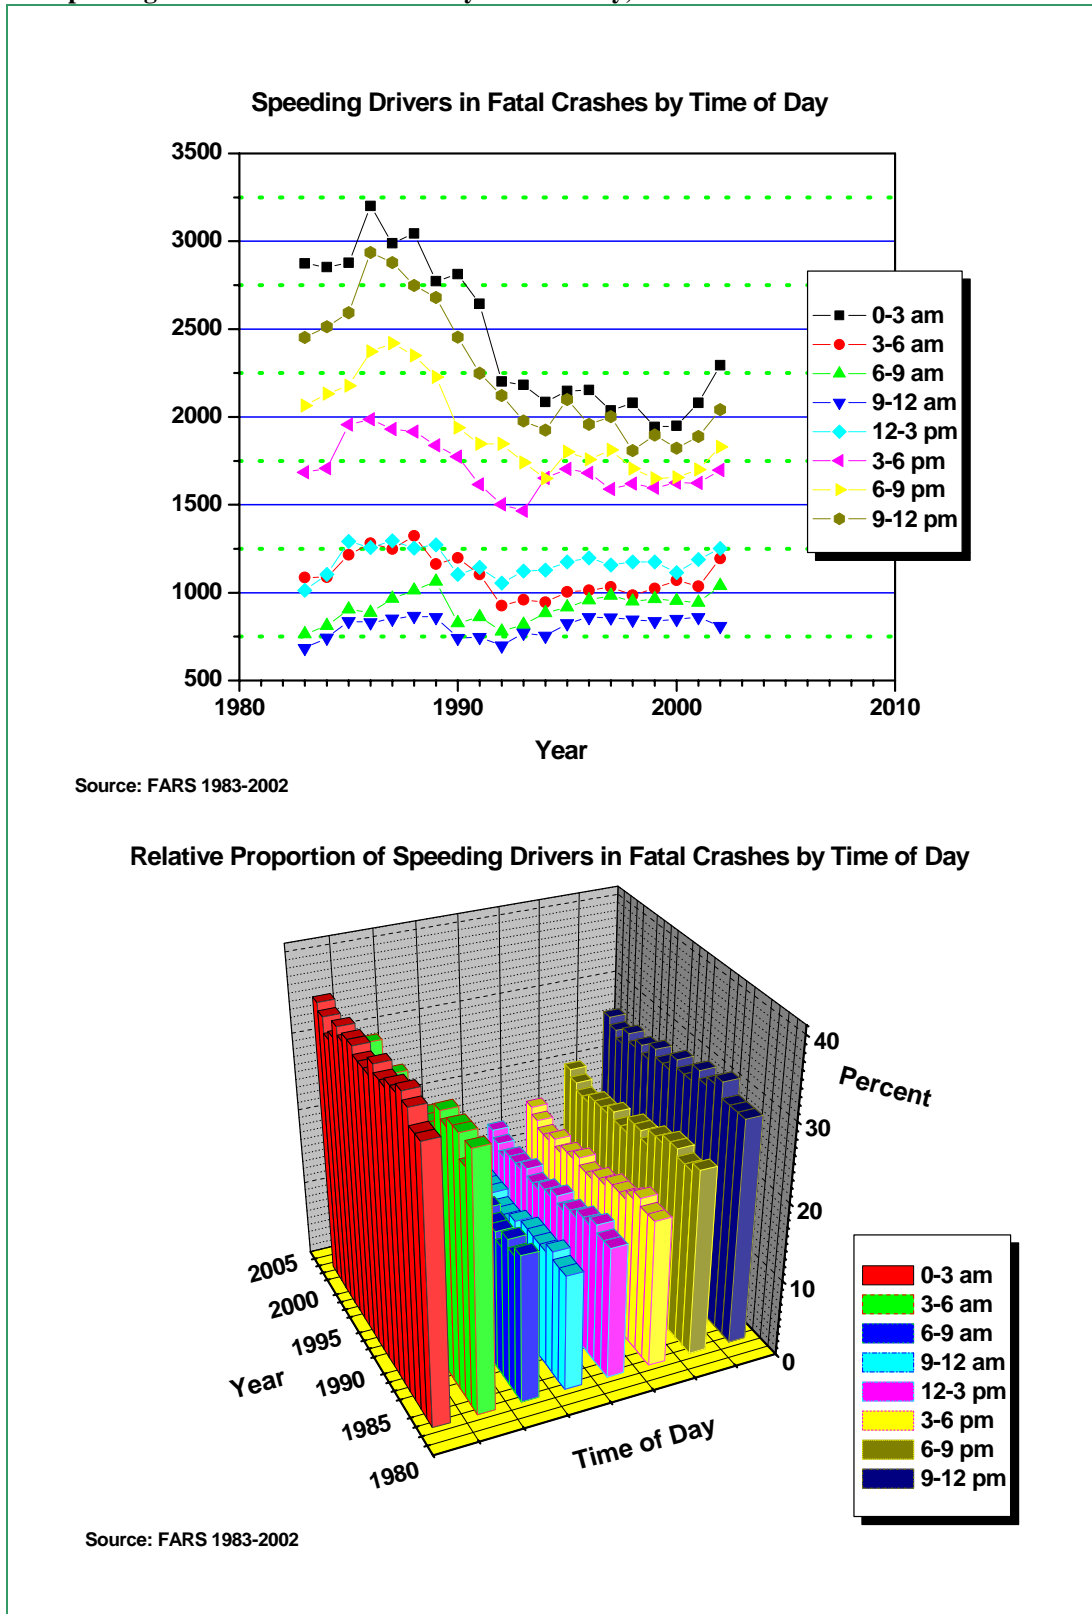 Speeding Drivers in Fatal Crashes by Time of Day
3500
3000
2500
2000
1500
1000
500
1980
1990
2000
2010
Year
0-3 am
3-6 am
6-9 am
9-12 am
12-3 pm
3-6 pm
6-9 pm
9-12 pm
Source: FARS 1983-2002
Relative Proportion of Speeding Drivers in Fatal Crashes by Time of Day
40
Percent
30
20
10
0
2005
2000
1995
Year
1990
1985
1980
Time of Day
0-3 am
3-6 am
6-9 am
9-12 am
12-3 pm
3-6 pm
6-9 pm
9-12 pm
Source: FARS 1983-2002